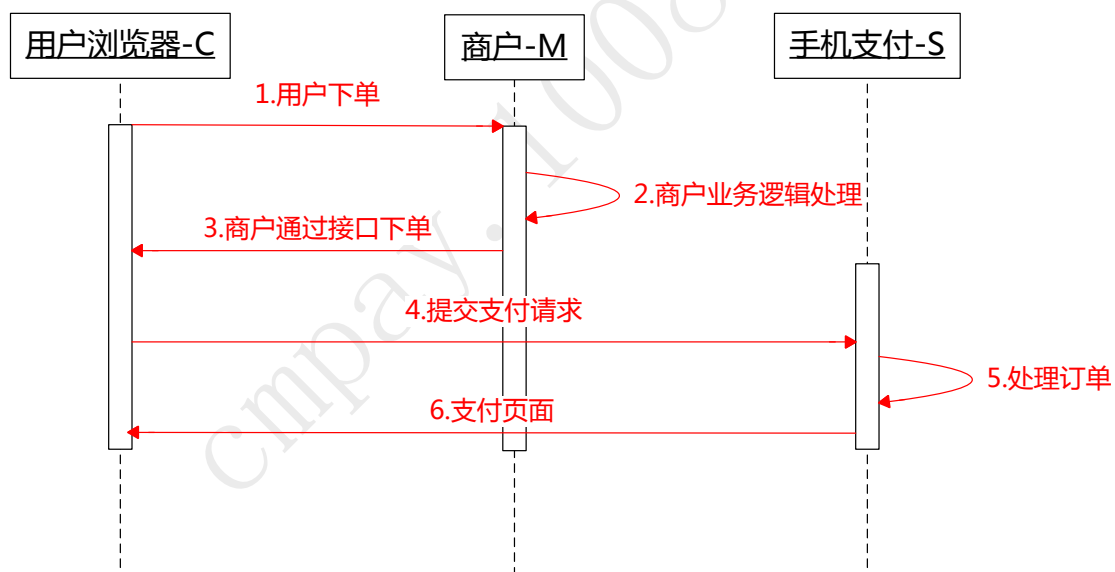 用户浏览器-C
商户-M
手机支付-S
1.用户下单
2.商户业务逻辑处理
3.商户通过接口下单
4.提交支付请求
5.处理订单
6.支付页面
cmpay.1008